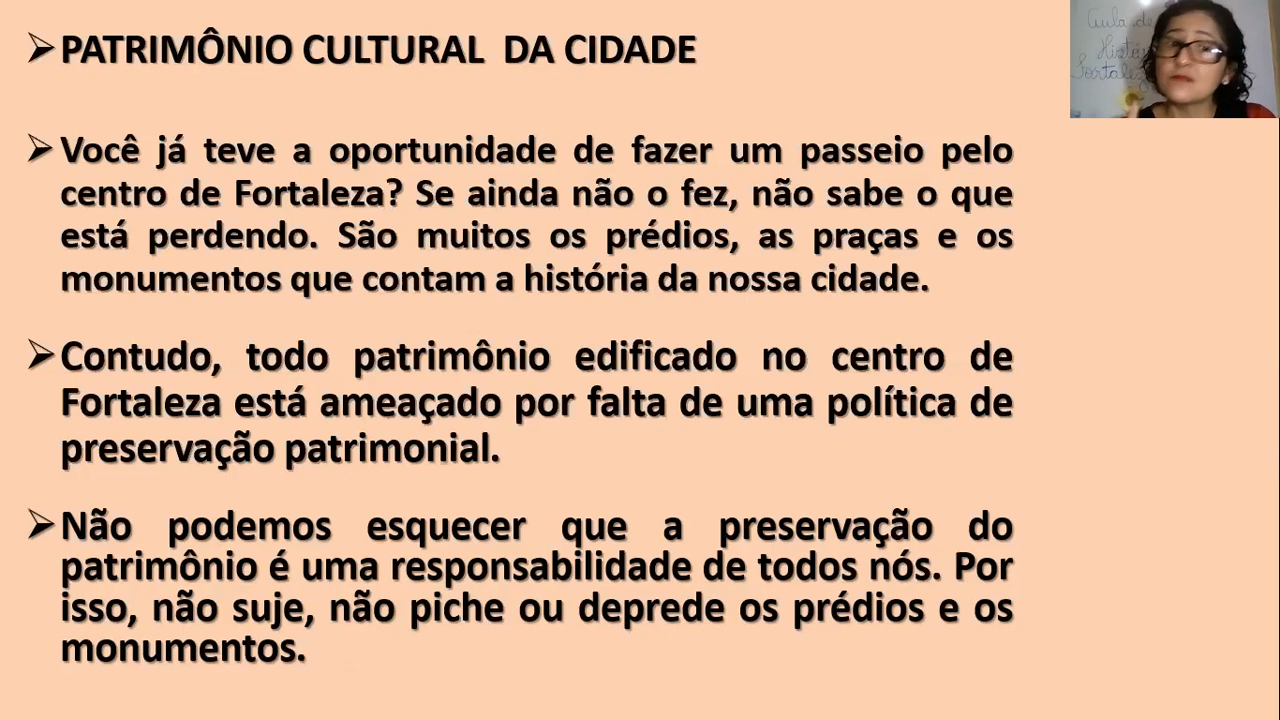 ➢PATRIMÔNIO CULTURAL DA CIDADE
➢Você já teve a oportunidade de fazer um passeio pelo
centro de Fortaleza? Se ainda não o fez, não sabe o que
está perdendo. São muitos os prédios, as praças e os
monumentos que contam a história da nossa cidade.
➢Contudo, todo patrimônio edificado no centro de
Fortaleza está ameaçado por falta de uma política de
preservação patrimonial.
➢Não podemos esquecer que a preservação do
patrimônio é uma responsabilidade de todos nós. Por
isso, não suje, não piche ou deprede os prédios e os
monumentos.
Aula de